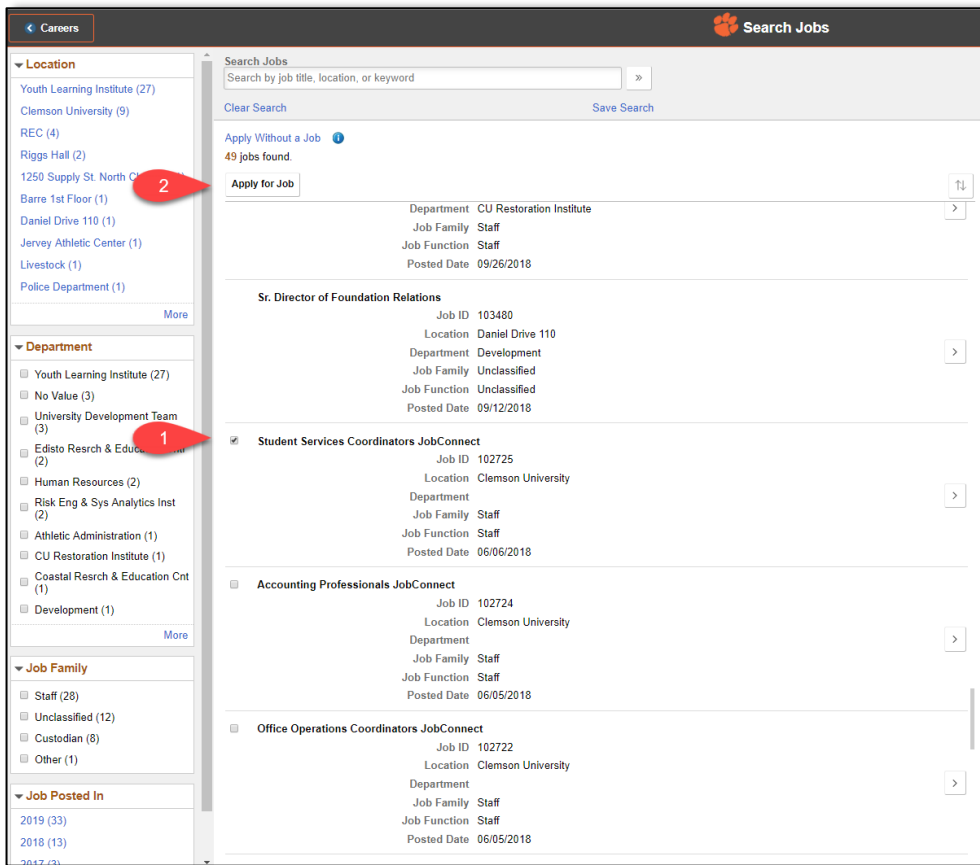 Careers
Search Jobs
Location
Youth Learning Institute (27)
Clemson University (9)
REC (4)
Riggs Hall (2)
1250 Supply St. North
Barre 1st Floor (1)
Daniel Drive 110 (1)
Jervey Athletic Center (1)
Livestock (1)
Police Department (1)
More
Department
Youth Learning Institute (27)
No Value (3)
University Development Team
(3)
Edisto Resrch &
(2)
Human Resources (2)
Risk Eng & Sys Analytics Inst
(2)
Athletic Administration (1)
CU Restoration Institute (1)
Coastal Resrch & Education Cnt
(1)
Development (1)
More
Job Family
Staff (28)
Unclassified (12)
Custodian (8)
Other (1)
Job Posted In
2019 (33)
2018 (13)
2017 (3)
Search Jobs
Search by job title, location, or keyword
»
Clear Search Save Search
Apply Without a Job i
49 jobs found.
2
Apply for Job
Department CU Restoration Institute
Job Family Staff
Job Function Staff
Posted Date 09/26/2018
Sr. Director of Foundation Relations
Job ID 103480
Location Daniel Drive 110
Department Development
Job Family Unclassified
Job Function Unclassified
Posted Date 09/12/2018
1
Student Services Coordinators JobConnect
Job ID 102725
Location Clemson University
Department
Job Family Staff
Job Function Staff
Posted Date 06/06/2018
Accounting Professionals JobConnect
Job ID 102724
Location Clemson University
Department
Job Family Staff
Job Function Staff
Posted Date 06/05/2018
Office Operations Coordinators JobConnect
Job ID 102722
Location Clemson University
Department
Job Family Staff
Job Function Staff
Posted Date 06/05/2018